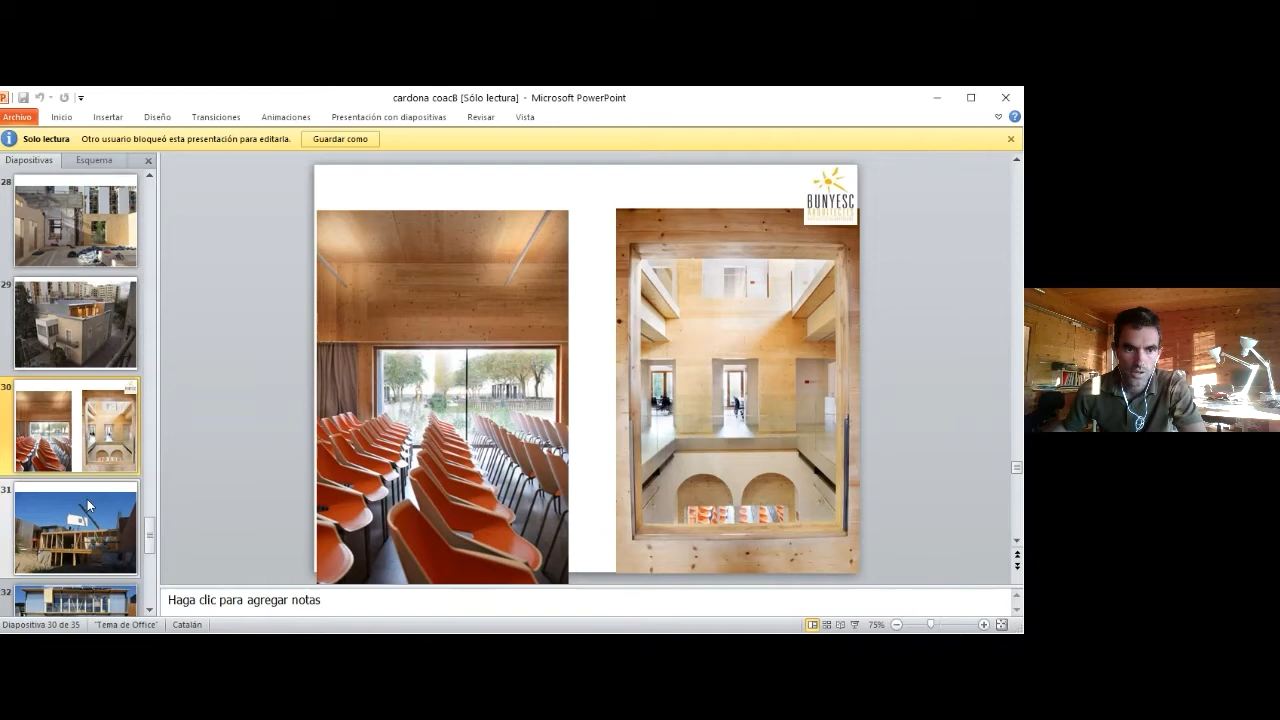 cardona coacB [Sólo lectura] - Microsoft PowerPoint
Archivo Inicio Insertar Diseño Transiciones Animaciones Presentación con diapositivas Revisar Vista
Solo lectura Otro usuario bloqueó esta presentación para editarla. Guardar como
Diapositivas Esquema
28
29
30
31
32
BUNYESC
ARQUITECTES
Haga clic para agregar notas
Diapositiva 30 de 35 "Tema de Office" Catalán 75%